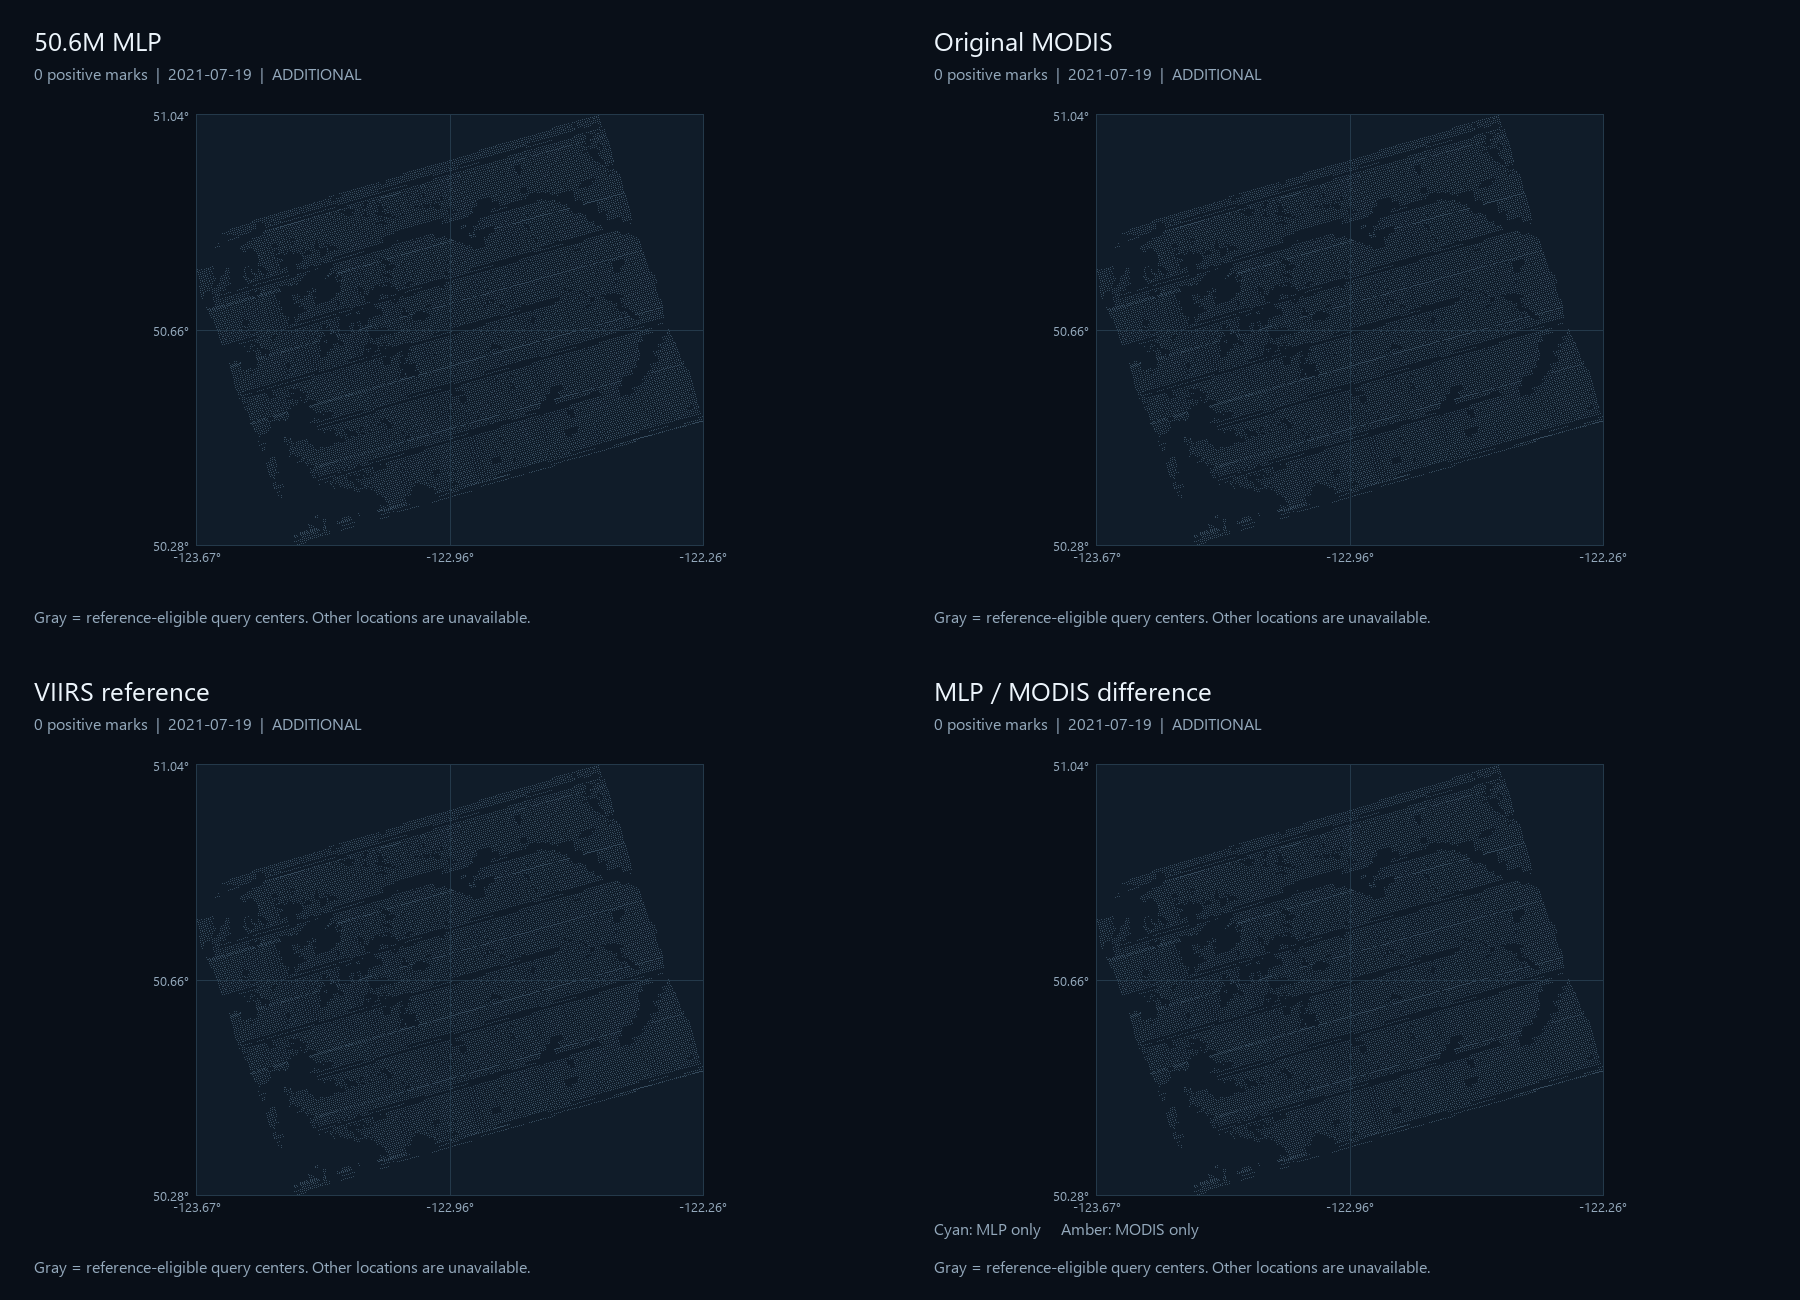 50.6M MLP
0 positive marks | 2021-07-19 | ADDITIONAL
51.04°
50.66°
50.28°
-123.67°
-122.96°
-122.26°
Gray = reference-eligible query centers. Other locations are unavailable.
Original MODIS
0 positive marks | 2021-07-19 | ADDITIONAL
51.04°
50.66°
50.28°
-123.67°
-122.96°
-122.26°
Gray = reference-eligible query centers. Other locations are unavailable.
VIIRS reference
0 positive marks | 2021-07-19 | ADDITIONAL
51.04°
50.66°
50.28°
-123.67°
-122.96°
-122.26°
Gray = reference-eligible query centers. Other locations are unavailable.
MLP / MODIS difference
0 positive marks | 2021-07-19 | ADDITIONAL
51.04°
50.66°
50.28°
-123.67°
-122.96°
-122.26°
Cyan: MLP only Amber: MODIS only
Gray = reference-eligible query centers. Other locations are unavailable.